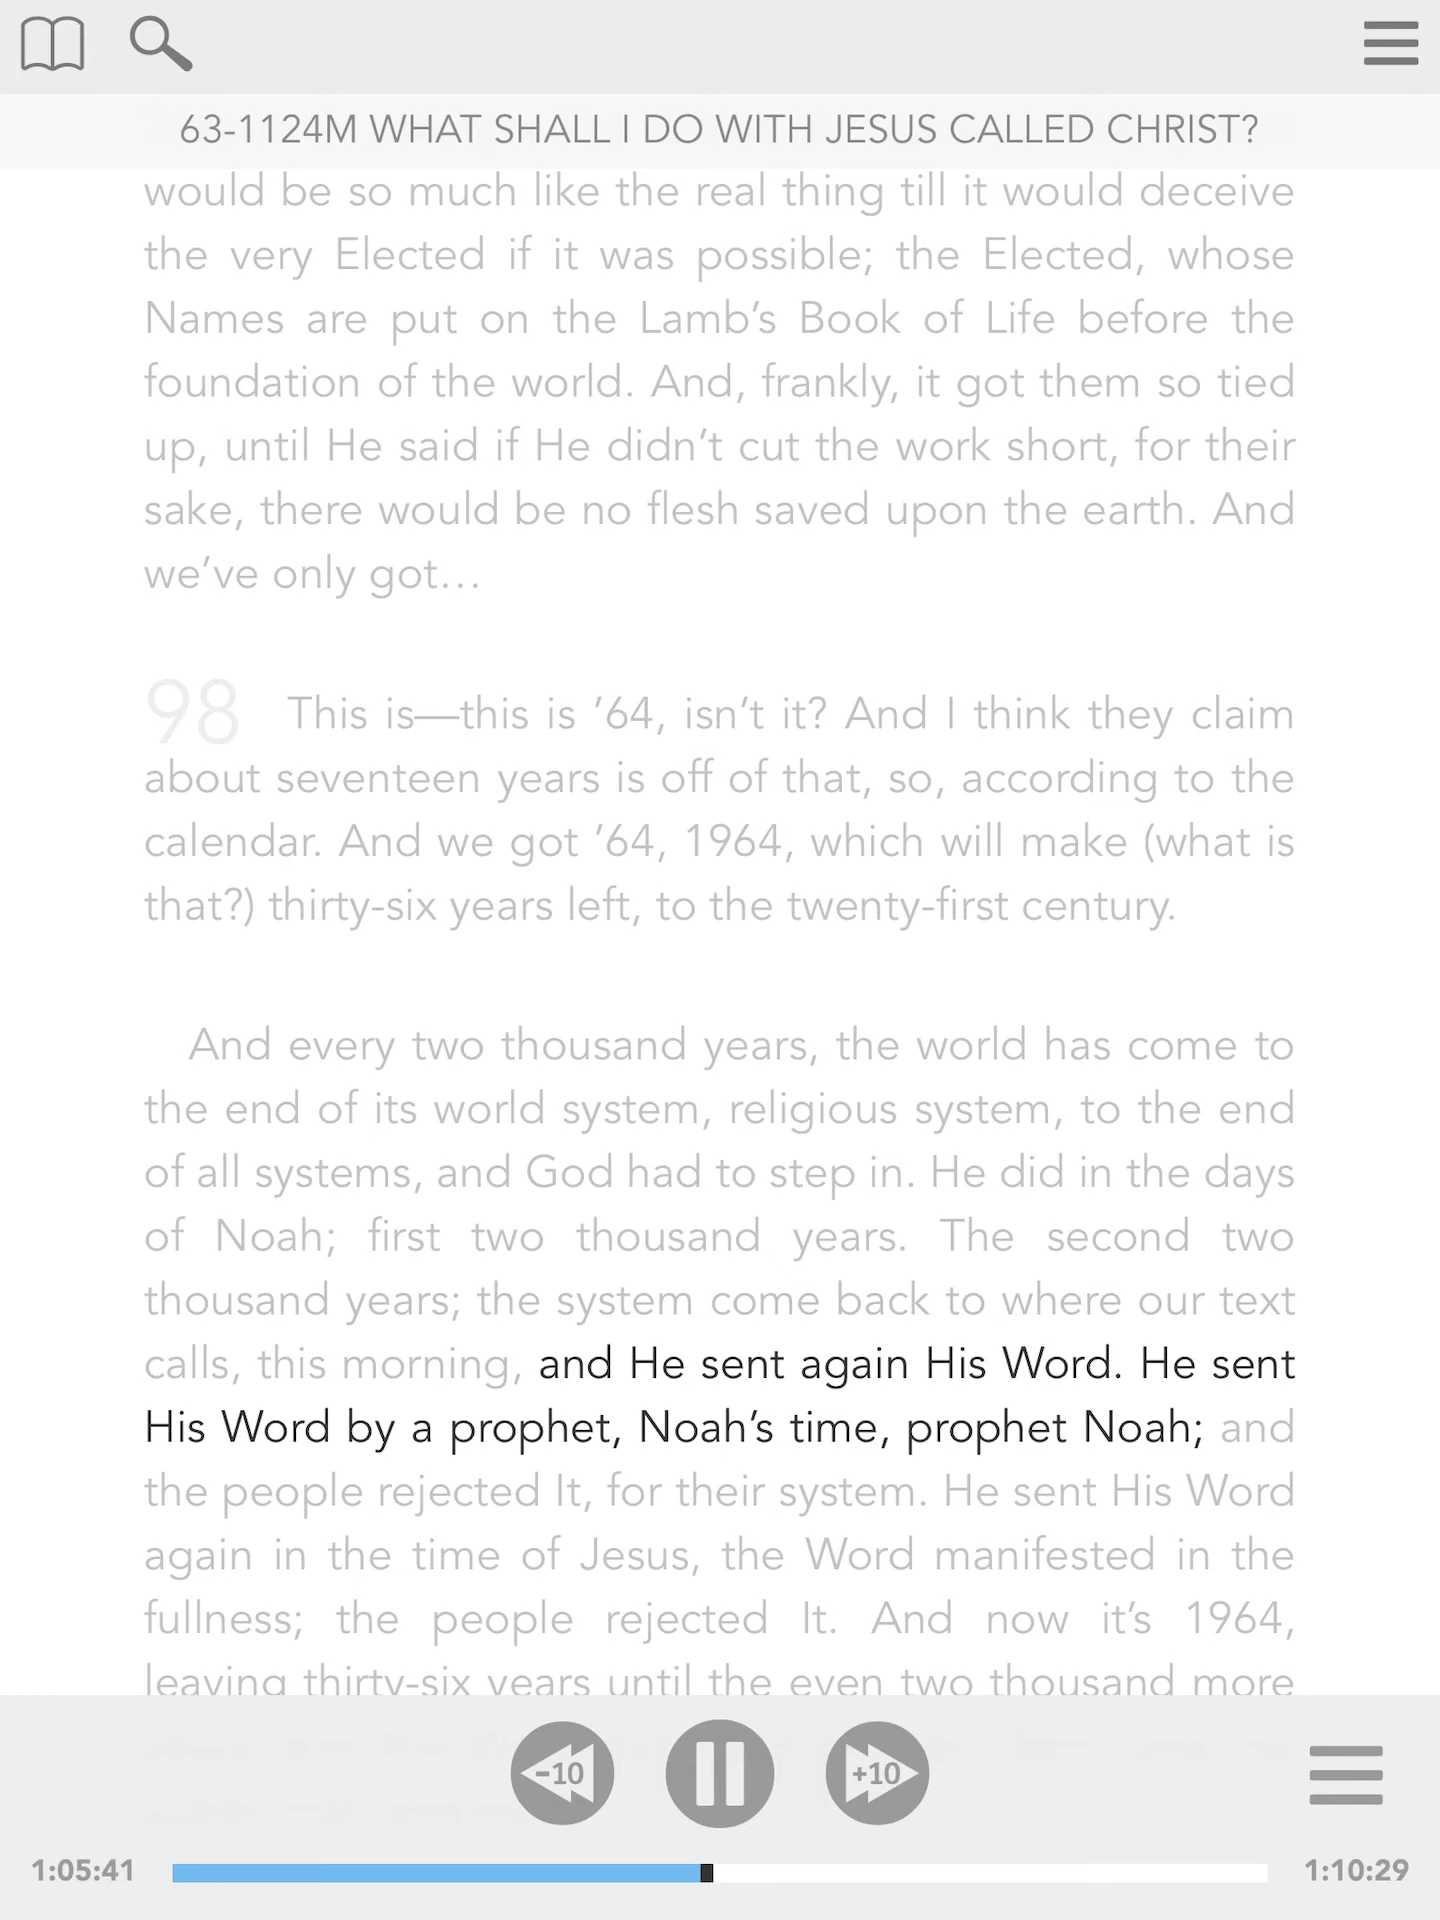 63-1124M WHAT SHALL I DO WITH JESUS CALLED CHRIST?
would be so much like the real thing till it would deceive
the very Elected if it was possible; the Elected, whose
Names are put on the Lamb’s Book of Life before the
foundation of the world. And, frankly, it got them so tied
up, until He said if He didn’t cut the work short, for their
sake, there would be no flesh saved upon the earth. And
we’ve only got…
98 This is—this is ’64, isn’t it? And I think they claim
about seventeen years is off of that, so, according to the
calendar. And we got ’64, 1964, which will make (what is
that?) thirty-six years left, to the twenty-first century.
And every two thousand years, the world has come to
the end of its world system, religious system, to the end
of all systems, and God had to step in. He did in the days
of Noah; first two thousand years. The second two
thousand years; the system come back to where our text
calls, this morning, and He sent again His Word. He sent
His Word by a prophet, Noah’s time, prophet Noah; and
the people rejected It, for their system. He sent His Word
again in the time of Jesus, the Word manifested in the
fullness; the people rejected It. And now it’s 1964,
leaving thirty-six years until the even two thousand more
-10 +10
1:05:41 1:10:29